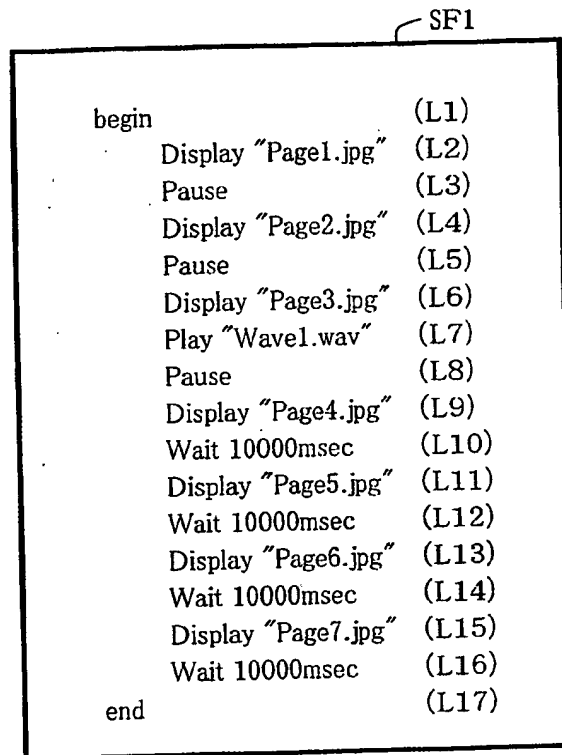 SF1
begin (L1)
Display "Page1.jpg" (L2)
Pause (L3)
Display "Page2.jpg" (L4)
Pause (L5)
Display "Page3.jpg" (L6)
Play "Wave1.wav" (L7)
Pause (L8)
Display "Page4.jpg" (L9)
Wait 10000msec (L10)
Display "Page5.jpg" (L11)
Wait 10000msec (L12)
Display "Page6.jpg" (L13)
Wait 10000msec (L14)
Display "Page7.jpg" (L15)
Wait 10000msec (L16)
end (L17)